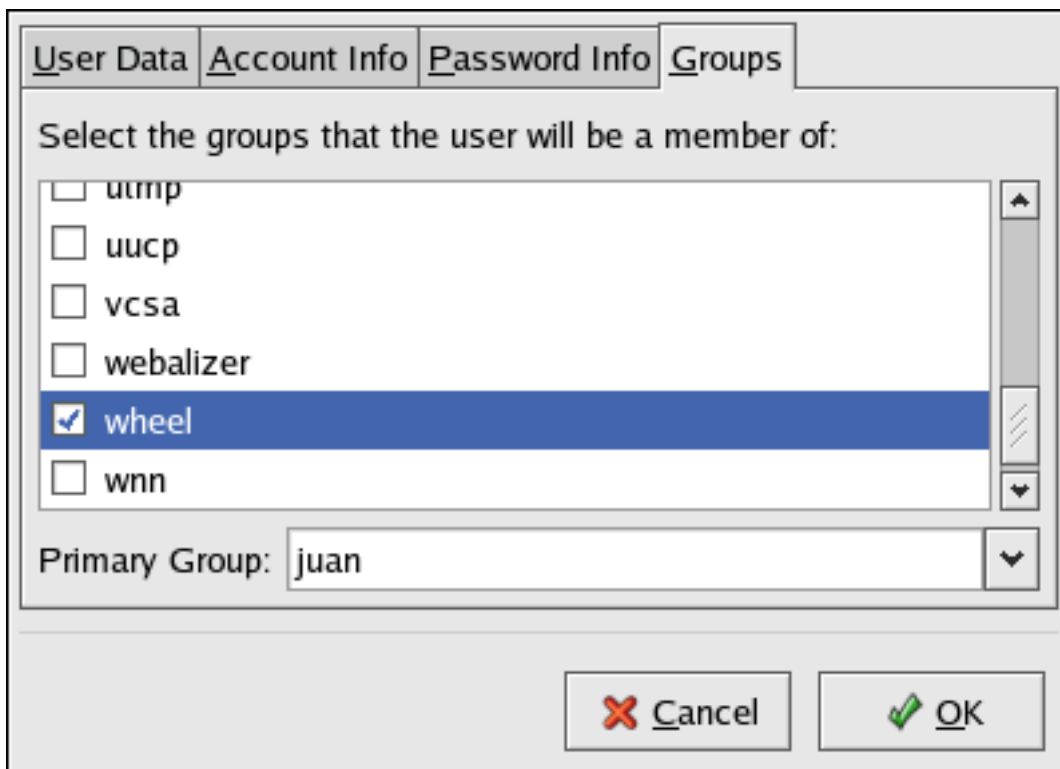 User Data Account Info Password Info Groups
Select the groups that the user will be a member of:
utmp
uucp
vcsa
webalizer
wheel
wnn
Primary Group: juan
Cancel OK